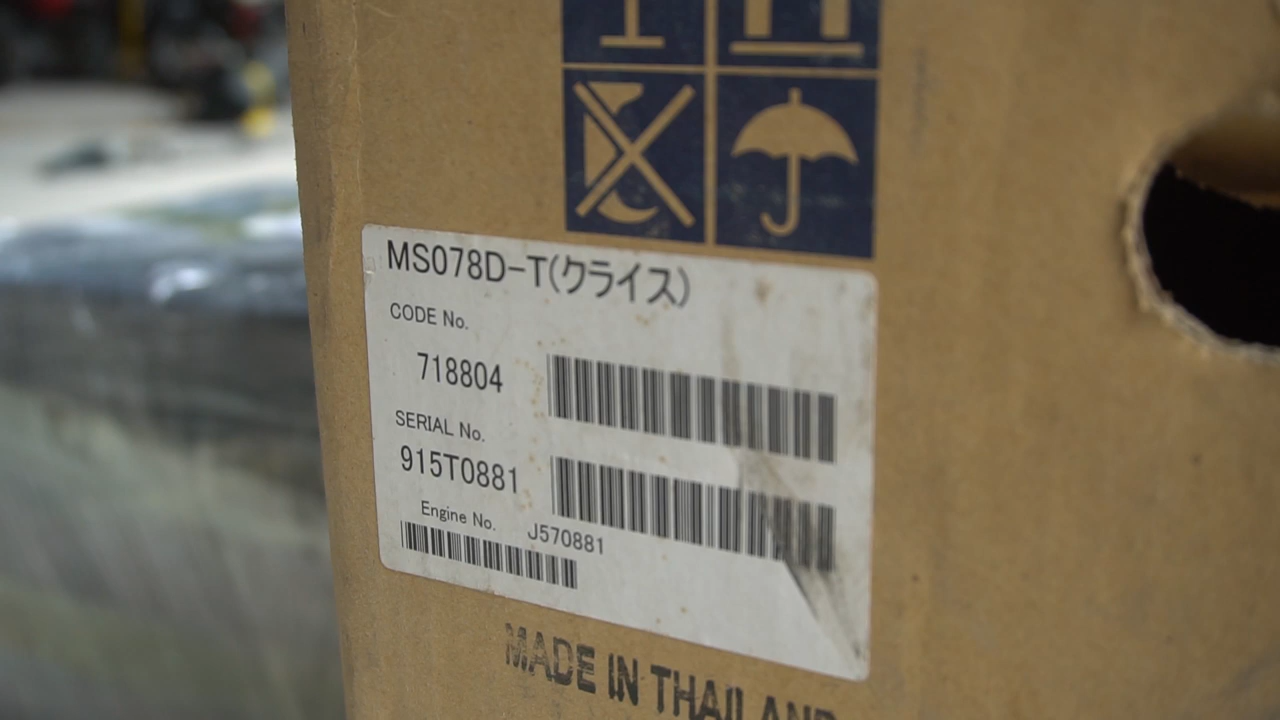 MS078D-T(クライス)
CODE No.
718804
SERIAL No.
915T0881
Engine No. J570881
MADE IN THAILAND